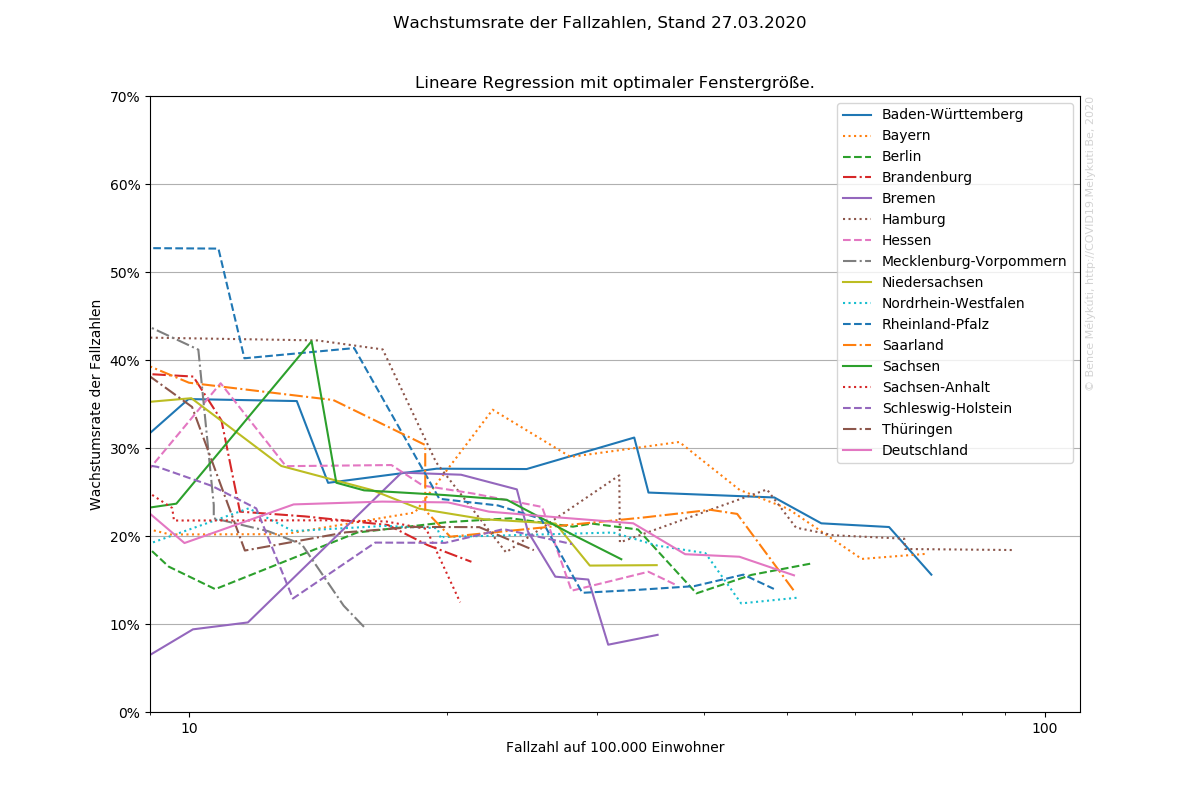 Wachstumsrate der Fallzahlen, Stand 27.03.2020
Lineare Regression mit optimaler Fenstergröße.
70%
60%
50%
40%
30%
20%
10%
0%
Wachstumsrate der Fallzahlen
10
100
Fallzahl auf 100.000 Einwohner
Baden-Württemberg
Bayern
Berlin
Brandenburg
Bremen
Hamburg
Hessen
Mecklenburg-Vorpommern
Niedersachsen
Nordrhein-Westfalen
Rheinland-Pfalz
Saarland
Sachsen
Sachsen-Anhalt
Schleswig-Holstein
Thüringen
Deutschland
© Bence Mélykúti, http://COVID19.Melykuti.Be, 2020